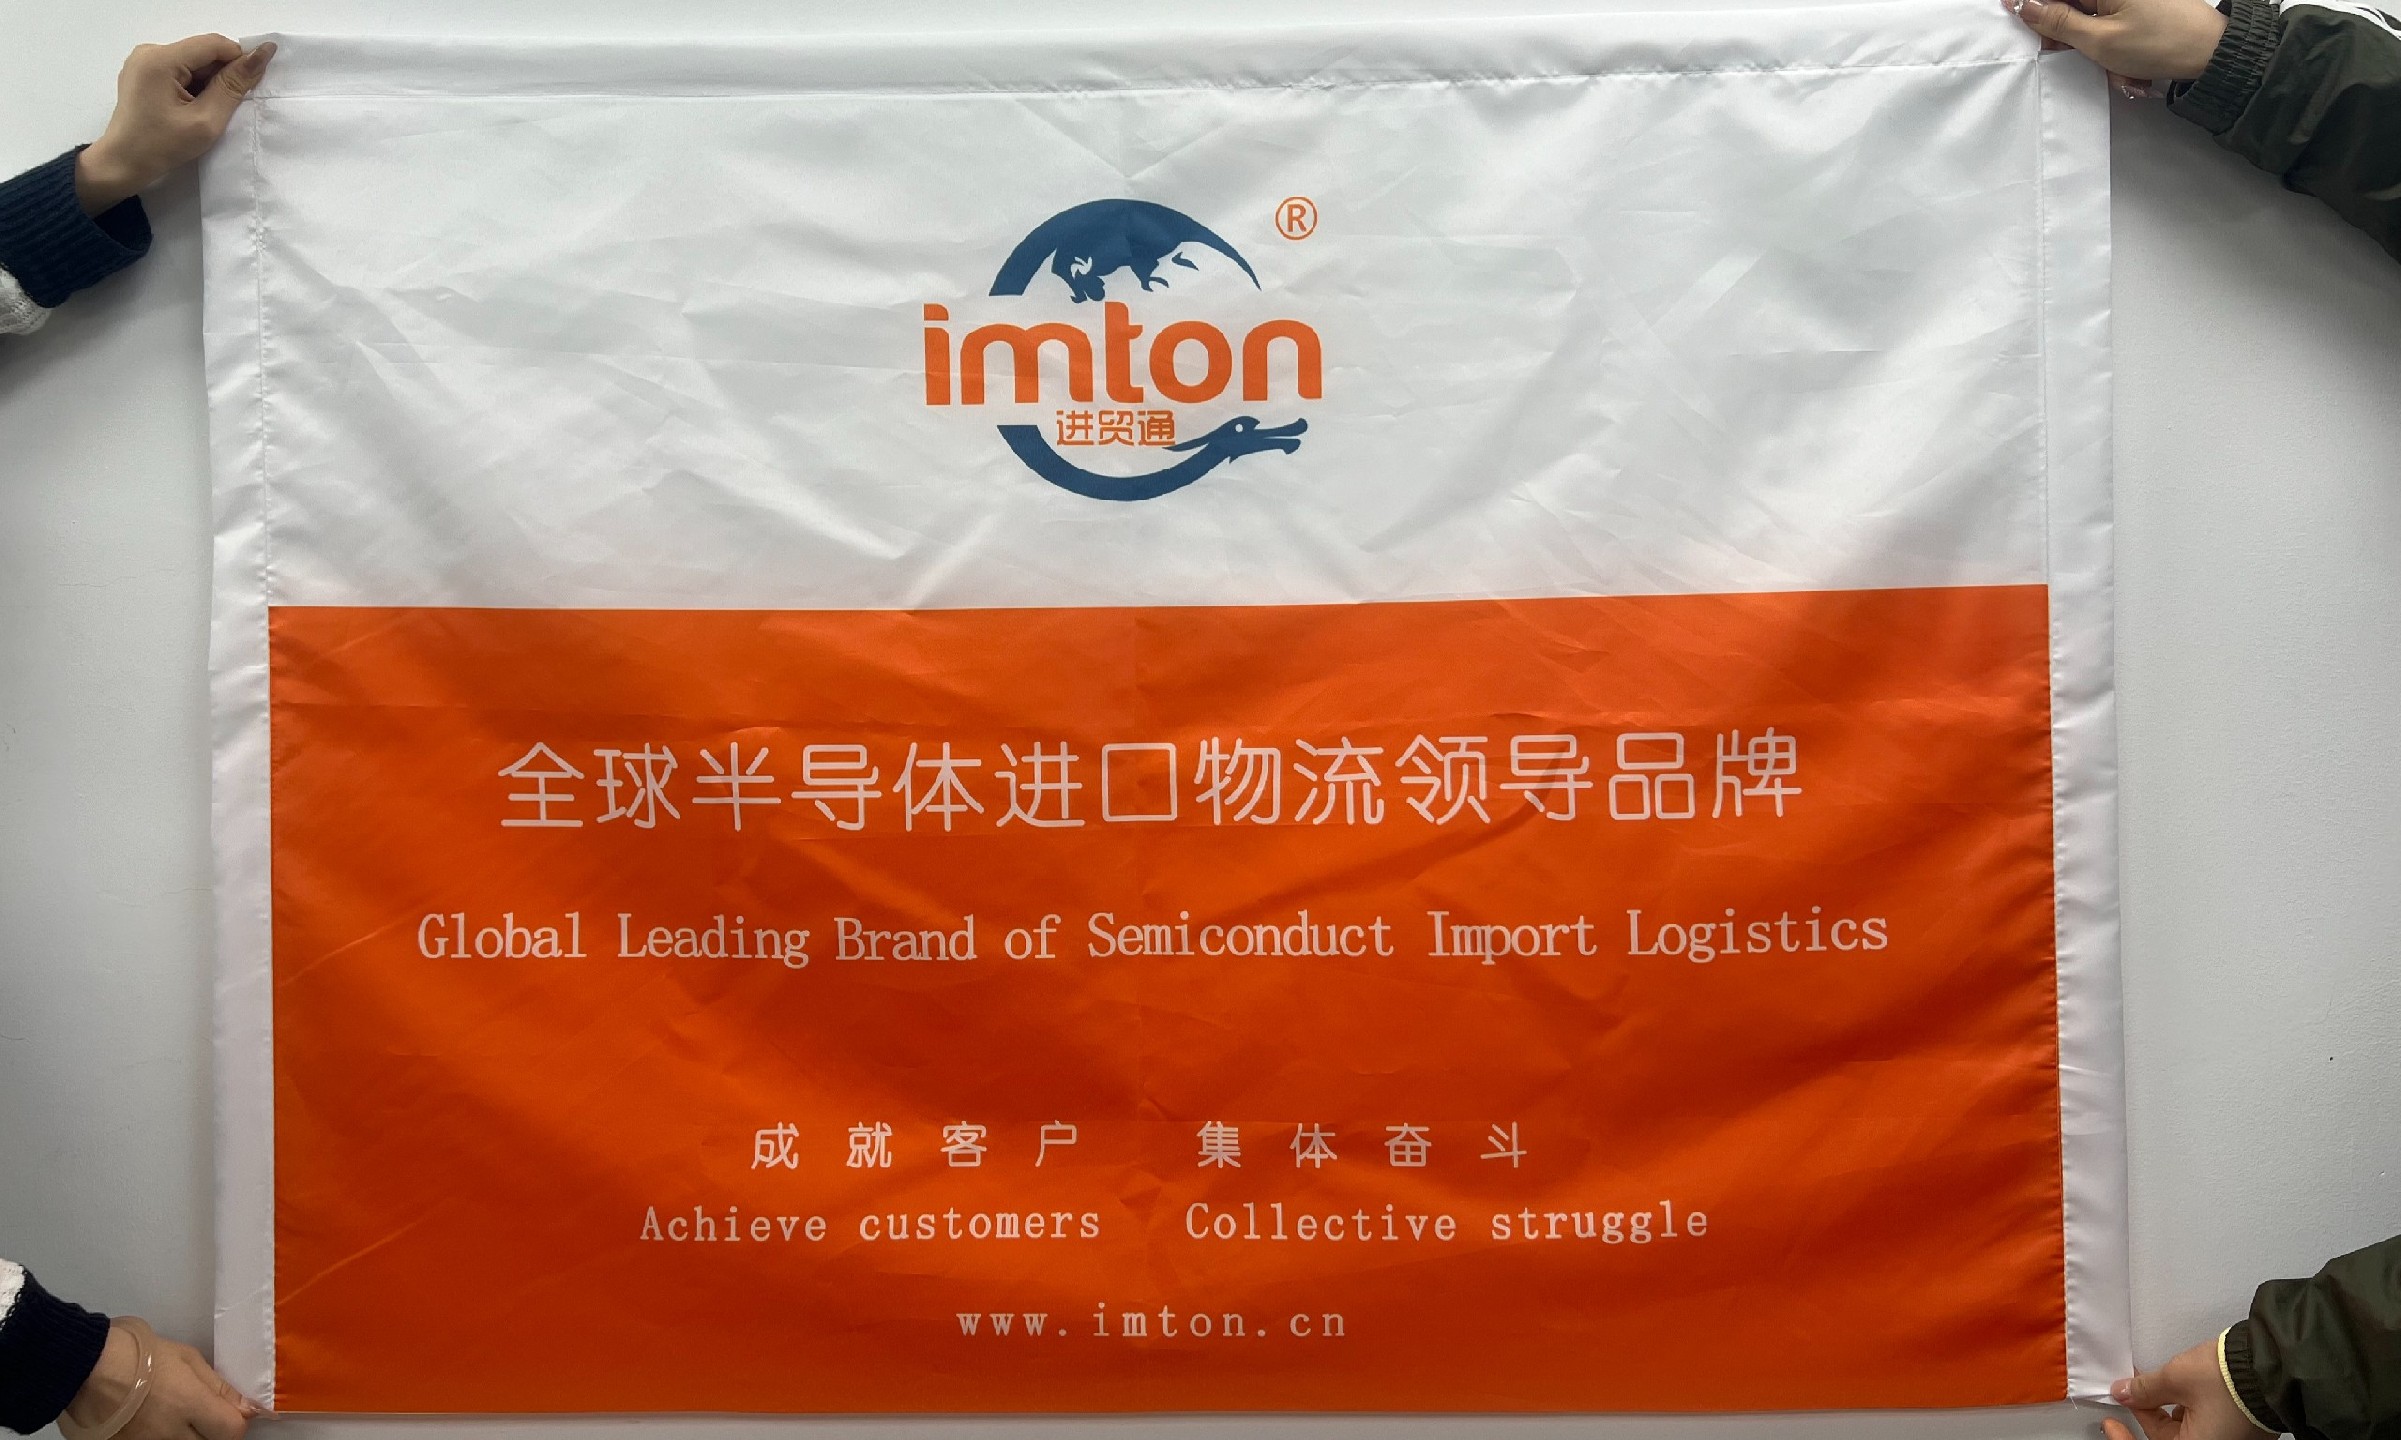 ®
imton
进贸通
全球半导体进口物流领导品牌
Global Leading Brand of Semiconduct Import Logistics
成就客户 集体奋斗
Achieve customers Collective struggle
www.imton.cn